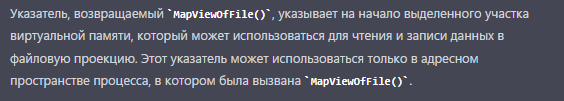 Указатель, возвращаемый `MapViewOfFile()`, указывает на начало выделенного участка
виртуальной памяти, который может использоваться для чтения и записи данных в
файловую проекцию. Этот указатель может использоваться только в адресном
пространстве процесса, в котором была вызвана `MapViewOfFile()`.